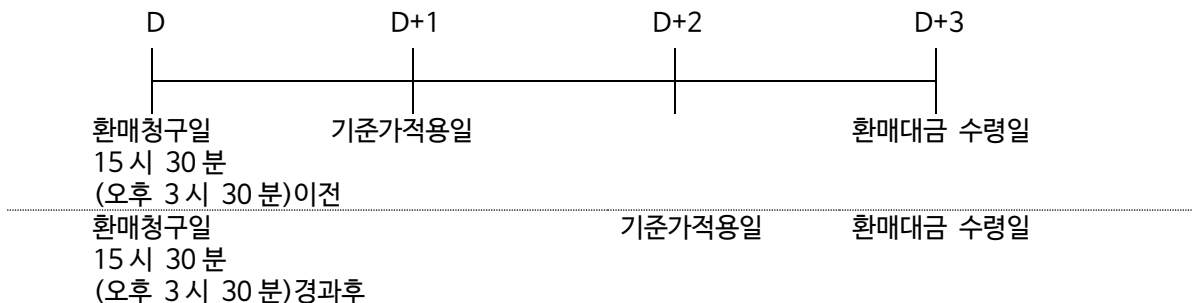 D D+1 D+2 D+3
환매청구일 기준가적용일 환매대금 수령일
15 시 30 분
(오후 3 시 30 분)이전
환매청구일 기준가적용일 환매대금 수령일
15 시 30 분
(오후 3 시 30 분)경과후